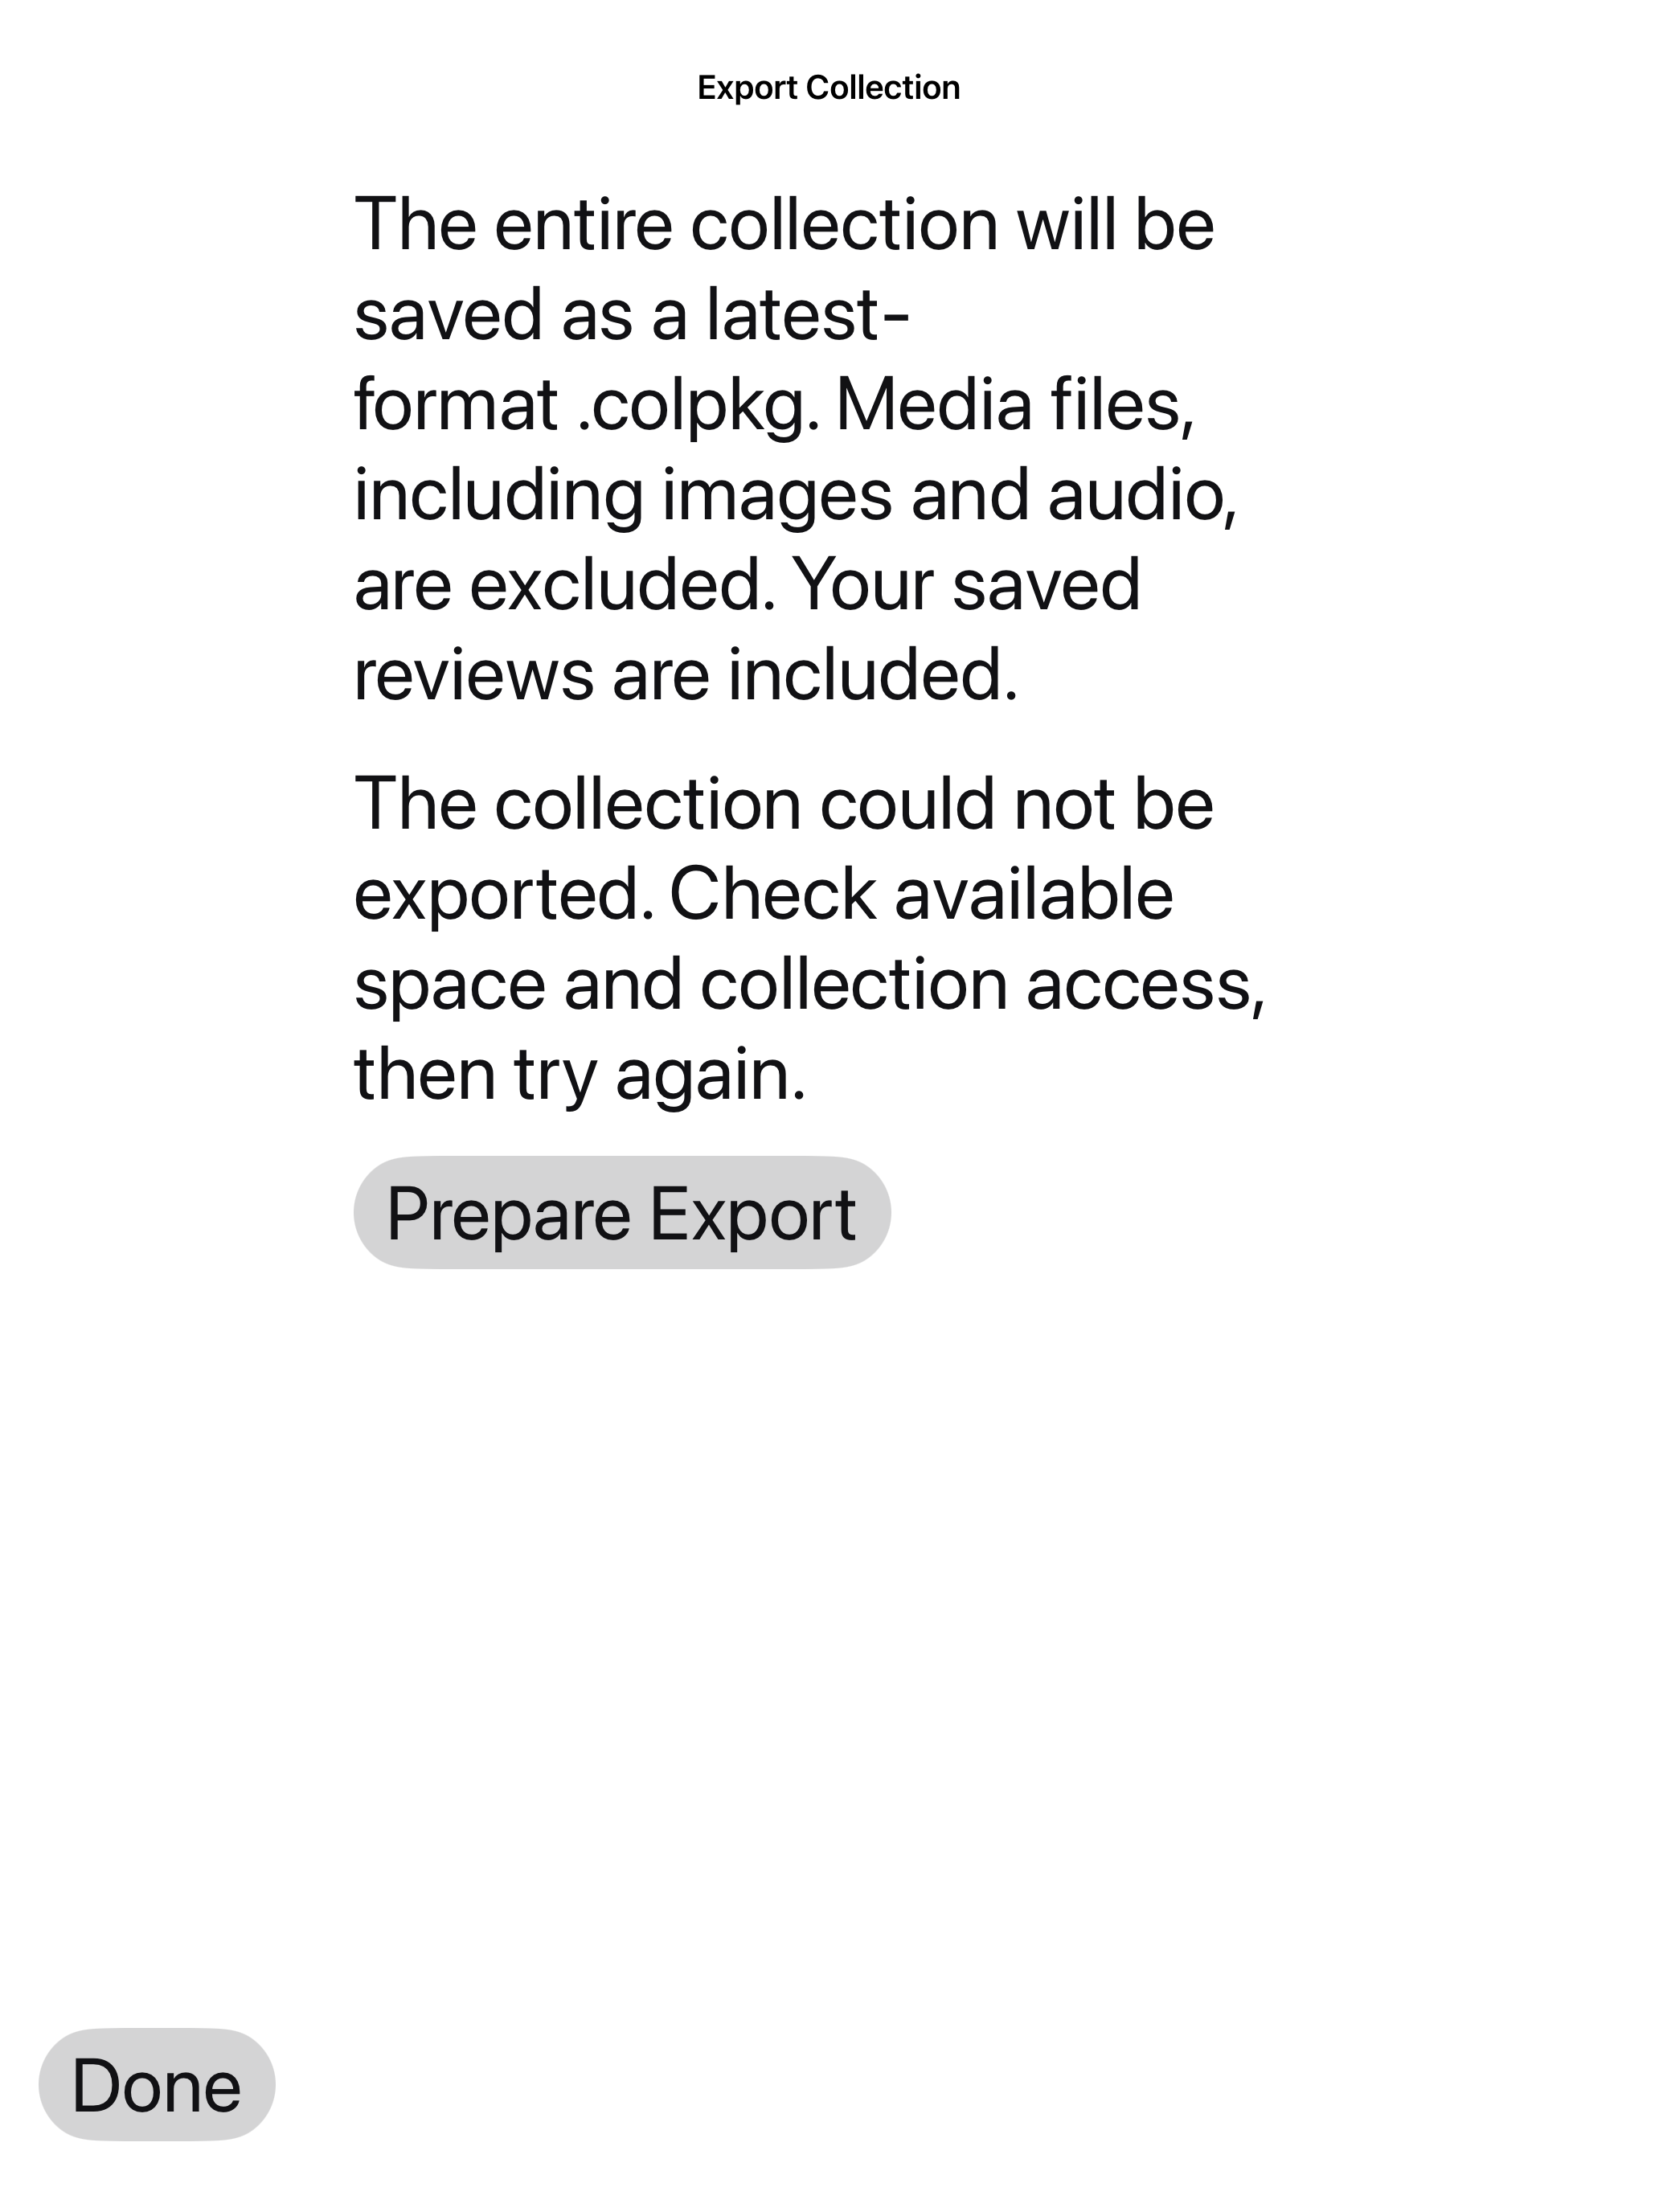 Export Collection
The entire collection will be
saved as a latest-
format .colpkg. Media files,
including images and audio,
are excluded. Your saved
reviews are included.
The collection could not be
exported. Check available
space and collection access,
then try again.
Prepare Export
Done